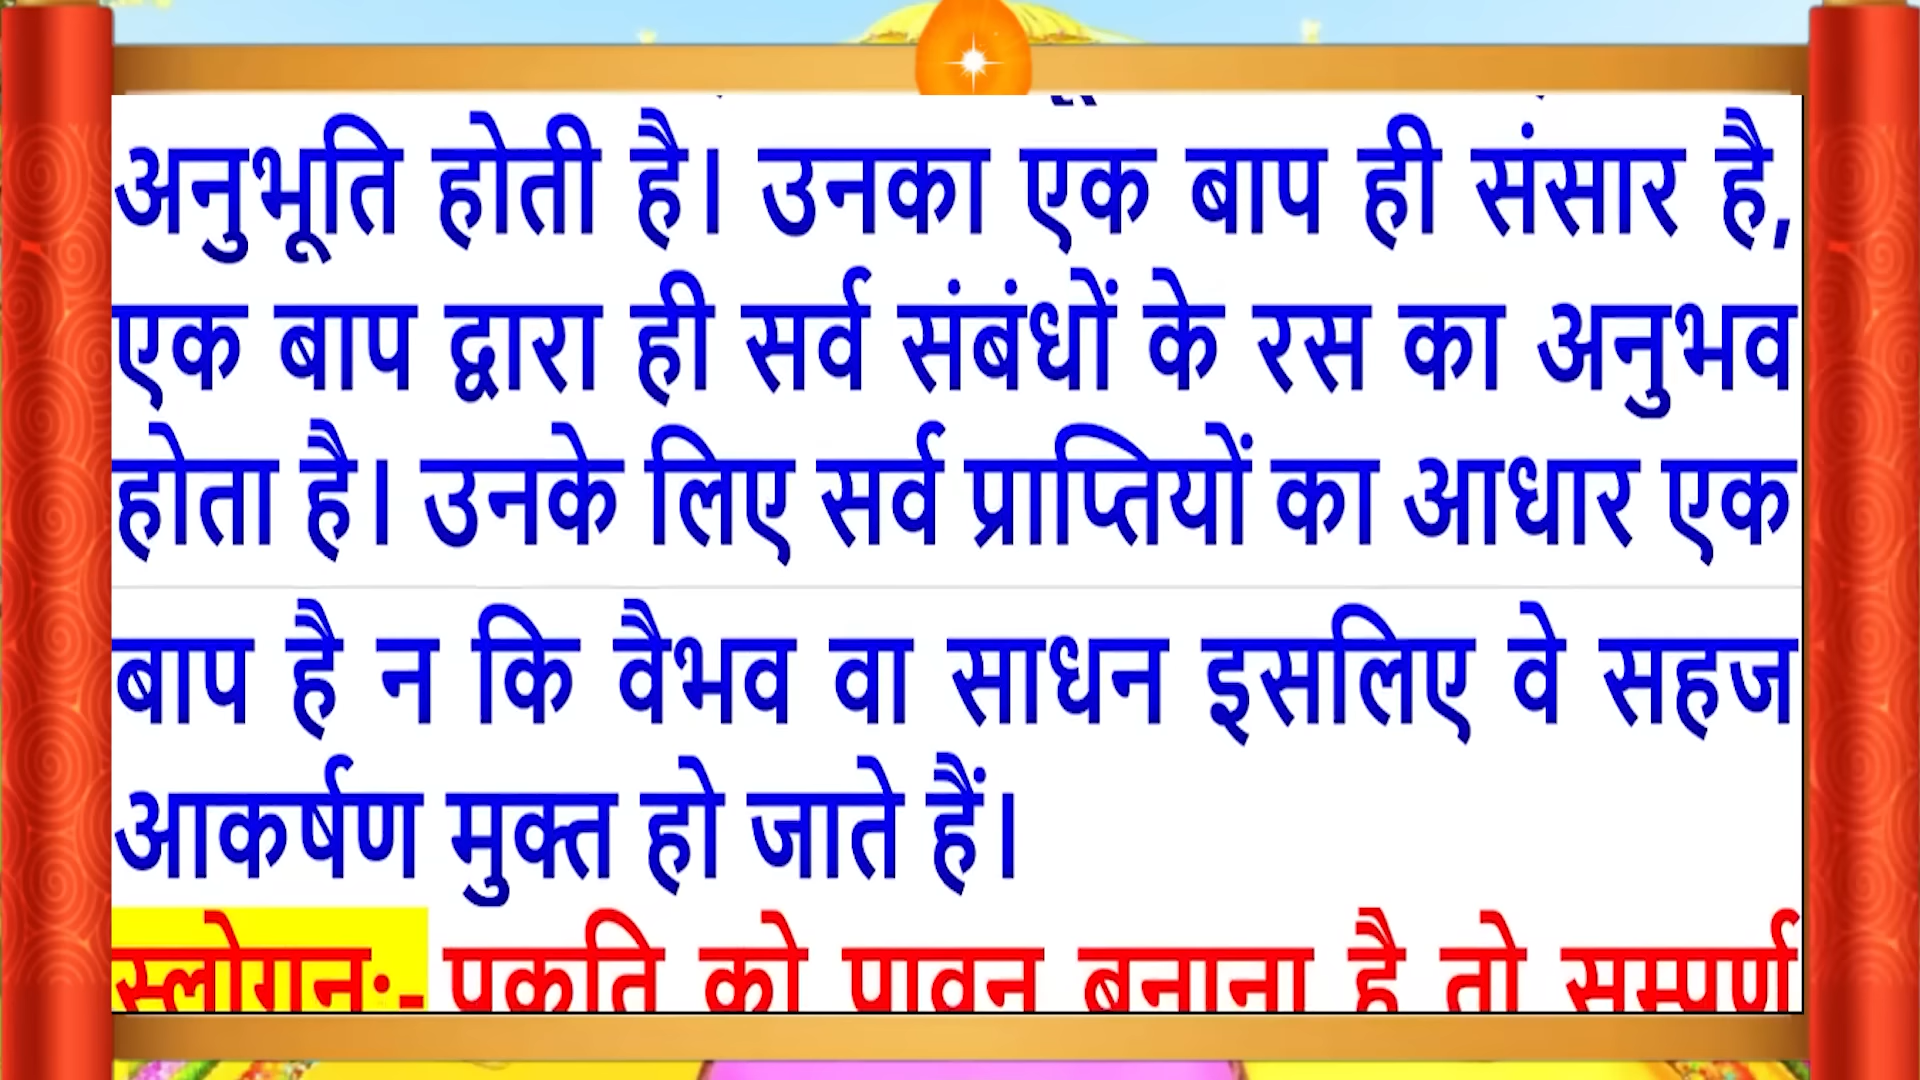 अनुभूति होती है। उनका एक बाप ही संसार है,
एक बाप द्वारा ही सर्व संबंधों के रस का अनुभव
होता है। उनके लिए सर्व प्राप्तियों का आधार एक
बाप है न कि वैभव वा साधन इसलिए वे सहज
आकर्षण मुक्त हो जाते हैं।
स्लोगन:- प्रकृति को पावन बनाना है तो सम्पूर्ण